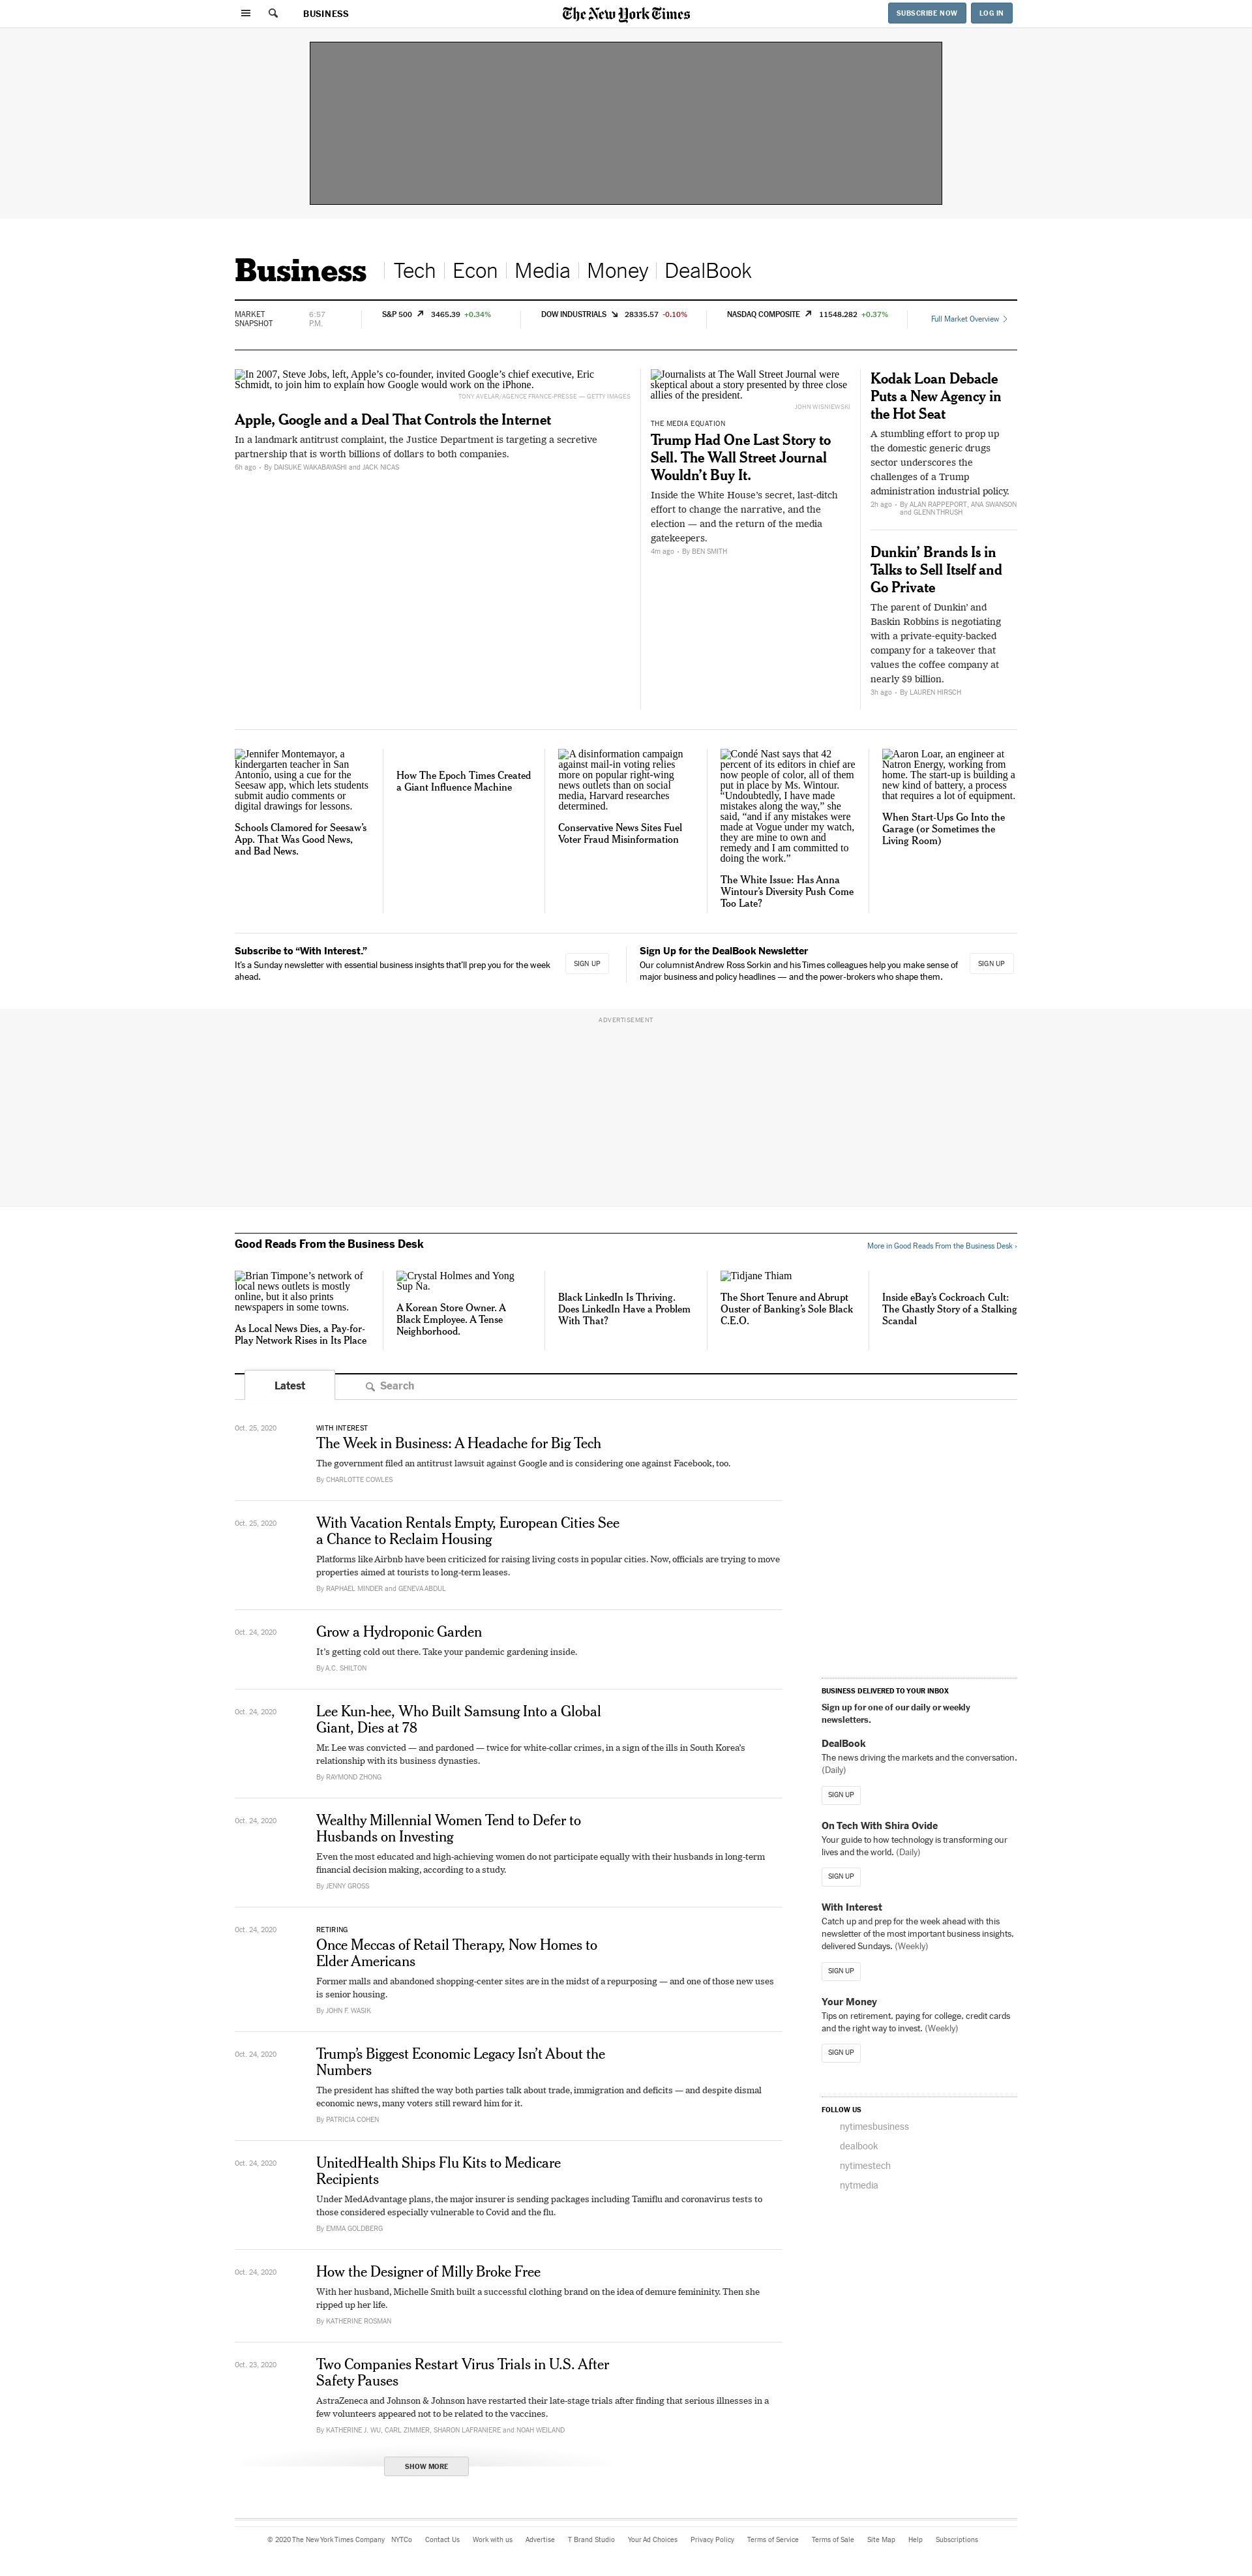 BUSINESS
The New York Times
SUBSCRIBE NOW
LOG IN
Business
Tech
Econ
Media
Money
DealBook
MARKET
SNAPSHOT
6:57
P.M.
S&P 500 3465.39 +0.34%
DOW INDUSTRIALS 28335.57 -0.10%
NASDAQ COMPOSITE 11548.282 +0.37%
Full Market Overview
In 2007, Steve Jobs, left, Apple’s co-founder, invited Google’s chief executive, Eric
Schmidt, to join him to explain how Google would work on the iPhone.
TONY AVELAR/AGENCE FRANCE-PRESSE — GETTY IMAGES
Apple, Google and a Deal That Controls the Internet
In a landmark antitrust complaint, the Justice Department is targeting a secretive
partnership that is worth billions of dollars to both companies.
6h ago • By DAISUKE WAKABAYASHI and JACK NICAS
Journalists at The Wall Street Journal were
skeptical about a story presented by three close
allies of the president.
JOHN WISNIEWSKI
THE MEDIA EQUATION
Trump Had One Last Story to
Sell. The Wall Street Journal
Wouldn’t Buy It.
Inside the White House’s secret, last-ditch
effort to change the narrative, and the
election — and the return of the media
gatekeepers.
4m ago • By BEN SMITH
Kodak Loan Debacle
Puts a New Agency in
the Hot Seat
A stumbling effort to prop up
the domestic generic drugs
sector underscores the
challenges of a Trump
administration industrial policy.
2h ago • By ALAN RAPPEPORT, ANA SWANSON
and GLENN THRUSH
Dunkin’ Brands Is in
Talks to Sell Itself and
Go Private
The parent of Dunkin’ and
Baskin Robbins is negotiating
with a private-equity-backed
company for a takeover that
values the coffee company at
nearly $9 billion.
3h ago • By LAUREN HIRSCH
Jennifer Montemayor, a
kindergarten teacher in San
Antonio, using a cue for the
Seesaw app, which lets students
submit audio comments or
digital drawings for lessons.
Schools Clamored for Seesaw’s
App. That Was Good News,
and Bad News.
How The Epoch Times Created
a Giant Influence Machine
A disinformation campaign
against mail-in voting relies
more on popular right-wing
news outlets than on social
media, Harvard researches
determined.
Conservative News Sites Fuel
Voter Fraud Misinformation
Condé Nast says that 42
percent of its editors in chief are
now people of color, all of them
put in place by Ms. Wintour.
“Undoubtedly, I have made
mistakes along the way,” she
said, “and if any mistakes were
made at Vogue under my watch,
they are mine to own and
remedy and I am committed to
doing the work.”
The White Issue: Has Anna
Wintour’s Diversity Push Come
Too Late?
Aaron Loar, an engineer at
Natron Energy, working from
home. The start-up is building a
new kind of battery, a process
that requires a lot of equipment.
When Start-Ups Go Into the
Garage (or Sometimes the
Living Room)
Subscribe to “With Interest.”
It’s a Sunday newsletter with essential business insights that’ll prep you for the week
ahead.
SIGN UP
Sign Up for the DealBook Newsletter
Our columnist Andrew Ross Sorkin and his Times colleagues help you make sense of
major business and policy headlines — and the power-brokers who shape them.
SIGN UP
ADVERTISEMENT
Good Reads From the Business Desk
More in Good Reads From the Business Desk ›
Brian Timpone’s network of
local news outlets is mostly
online, but it also prints
newspapers in some towns.
As Local News Dies, a Pay-for-
Play Network Rises in Its Place
Crystal Holmes and Yong
Sup Na.
A Korean Store Owner. A
Black Employee. A Tense
Neighborhood.
Black LinkedIn Is Thriving.
Does LinkedIn Have a Problem
With That?
Tidjane Thiam
The Short Tenure and Abrupt
Ouster of Banking’s Sole Black
C.E.O.
Inside eBay’s Cockroach Cult:
The Ghastly Story of a Stalking
Scandal
Latest
Search
Oct. 25, 2020
WITH INTEREST
The Week in Business: A Headache for Big Tech
The government filed an antitrust lawsuit against Google and is considering one against Facebook, too.
By CHARLOTTE COWLES
Oct. 25, 2020
With Vacation Rentals Empty, European Cities See
a Chance to Reclaim Housing
Platforms like Airbnb have been criticized for raising living costs in popular cities. Now, officials are trying to move
properties aimed at tourists to long-term leases.
By RAPHAEL MINDER and GENEVA ABDUL
Oct. 24, 2020
Grow a Hydroponic Garden
It’s getting cold out there. Take your pandemic gardening inside.
By A.C. SHILTON
Oct. 24, 2020
Lee Kun-hee, Who Built Samsung Into a Global
Giant, Dies at 78
Mr. Lee was convicted — and pardoned — twice for white-collar crimes, in a sign of the ills in South Korea’s
relationship with its business dynasties.
By RAYMOND ZHONG
Oct. 24, 2020
Wealthy Millennial Women Tend to Defer to
Husbands on Investing
Even the most educated and high-achieving women do not participate equally with their husbands in long-term
financial decision making, according to a study.
By JENNY GROSS
Oct. 24, 2020
RETIRING
Once Meccas of Retail Therapy, Now Homes to
Elder Americans
Former malls and abandoned shopping-center sites are in the midst of a repurposing — and one of those new uses
is senior housing.
By JOHN F. WASIK
Oct. 24, 2020
Trump’s Biggest Economic Legacy Isn’t About the
Numbers
The president has shifted the way both parties talk about trade, immigration and deficits — and despite dismal
economic news, many voters still reward him for it.
By PATRICIA COHEN
Oct. 24, 2020
UnitedHealth Ships Flu Kits to Medicare
Recipients
Under MedAdvantage plans, the major insurer is sending packages including Tamiflu and coronavirus tests to
those considered especially vulnerable to Covid and the flu.
By EMMA GOLDBERG
Oct. 24, 2020
How the Designer of Milly Broke Free
With her husband, Michelle Smith built a successful clothing brand on the idea of demure femininity. Then she
ripped up her life.
By KATHERINE ROSMAN
Oct. 23, 2020
Two Companies Restart Virus Trials in U.S. After
Safety Pauses
AstraZeneca and Johnson & Johnson have restarted their late-stage trials after finding that serious illnesses in a
few volunteers appeared not to be related to the vaccines.
By KATHERINE J. WU, CARL ZIMMER, SHARON LAFRANIERE and NOAH WEILAND
SHOW MORE
BUSINESS DELIVERED TO YOUR INBOX
Sign up for one of our daily or weekly
newsletters.
DealBook
The news driving the markets and the conversation.
(Daily)
SIGN UP
On Tech With Shira Ovide
Your guide to how technology is transforming our
lives and the world. (Daily)
SIGN UP
With Interest
Catch up and prep for the week ahead with this
newsletter of the most important business insights,
delivered Sundays. (Weekly)
SIGN UP
Your Money
Tips on retirement, paying for college, credit cards
and the right way to invest. (Weekly)
SIGN UP
FOLLOW US
nytimesbusiness
dealbook
nytimestech
nytmedia
© 2020 The New York Times Company NYTCo Contact Us Work with us Advertise T Brand Studio Your Ad Choices Privacy Policy Terms of Service Terms of Sale Site Map Help Subscriptions